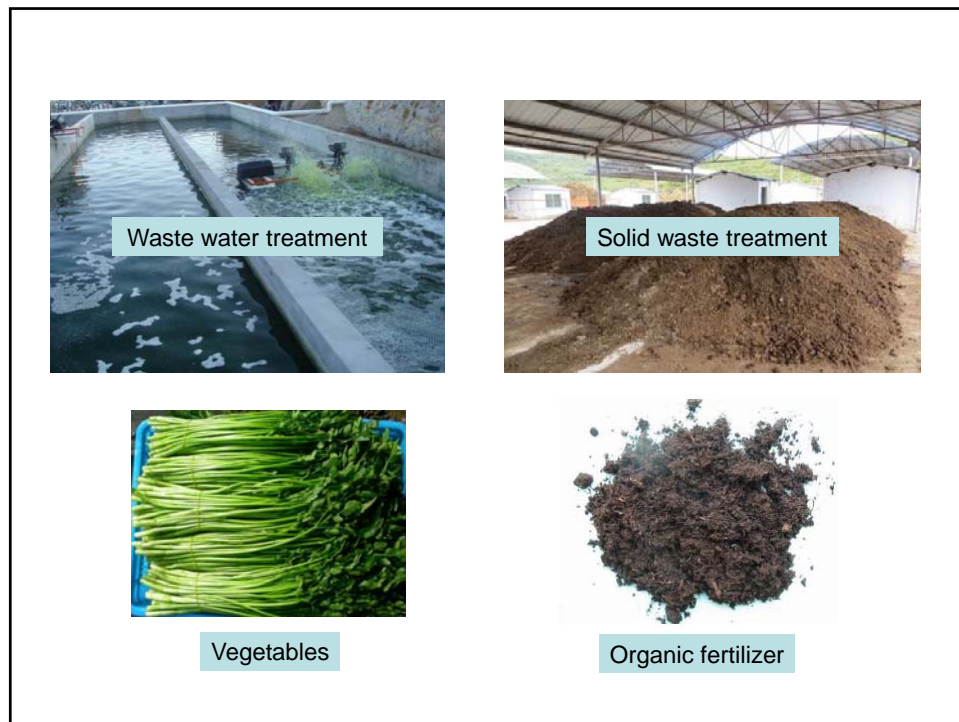 Waste water treatment
Solid waste treatment
Vegetables
Organic fertilizer